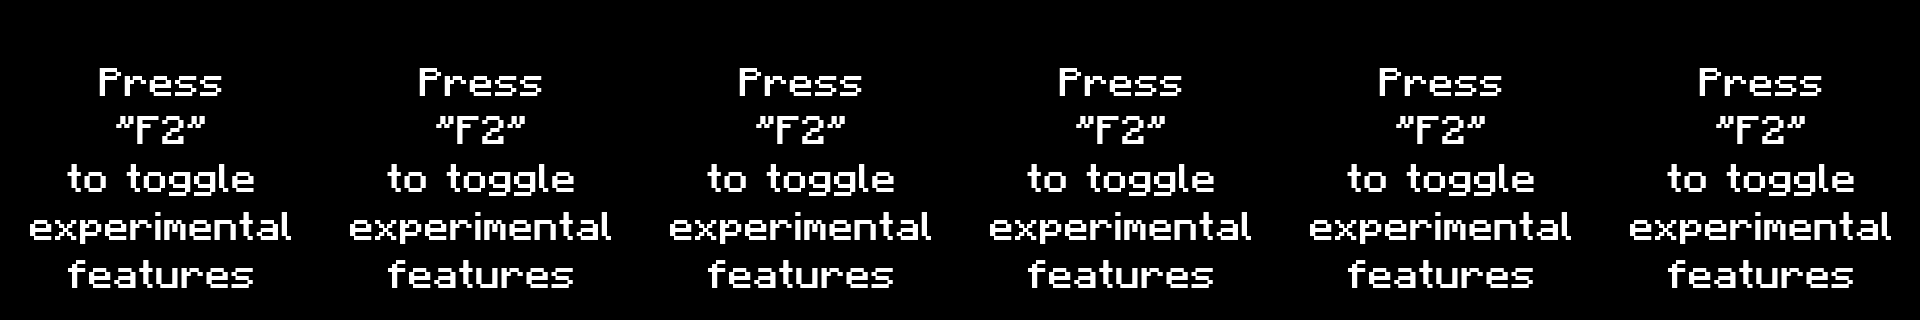 Press Press Press Press Press Press
"F2" "F2" "F2" "F2" "F2" "F2"
to toggle to toggle to toggle to toggle to toggle to toggle
experimental experimental experimental experimental experimental experimental
features features features features features features